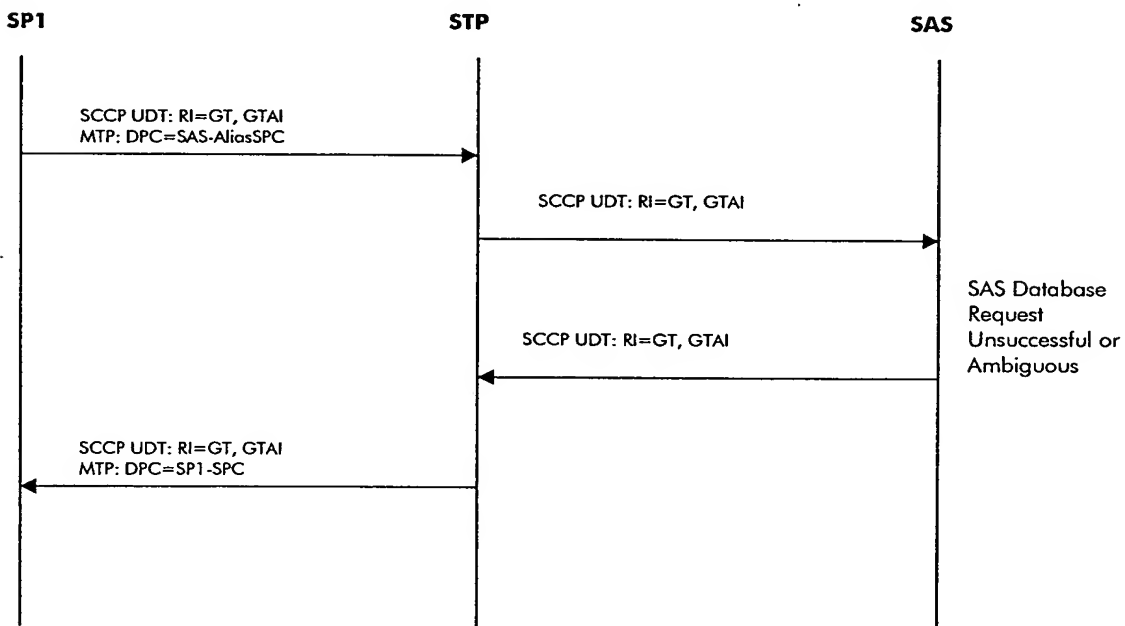 SP1
STP
SAS
SCCP UDT: RI=GT, GTAI
MTP: DPC=SAS-AliasSPC
SCCP UDT: RI=GT, GTAI
SAS Database
Request
Unsuccessful or
Ambiguous
SCCP UDT: RI=GT, GTAI
SCCP UDT: RI=GT, GTAI
MTP: DPC=SP1-SPC